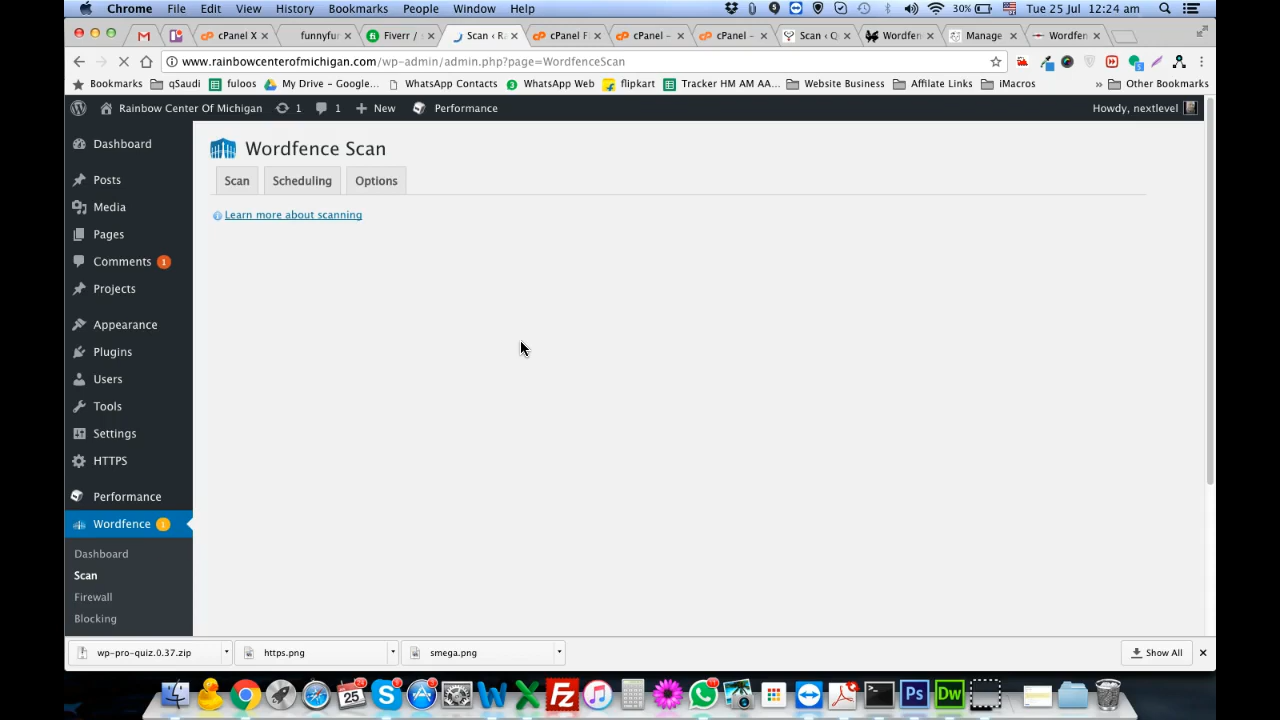 Chrome File Edit View History Bookmarks People Window Help 30% Tue 25 Jul 12:24 am
cPanel X funnyfu Fiverr / Scan ‹ R cPanel F cPanel – cPanel – Scan ‹ Q Wordfen Manage Wordfen
www.rainbowcenterofmichigan.com/wp-admin/admin.php?page=WordfenceScan
Bookmarks qSaudi fuloos My Drive – Google... WhatsApp Contacts WhatsApp Web flipkart Tracker HM AM AA... Website Business Affiliate Links iMacros » Other Bookmarks
Rainbow Center Of Michigan 1 1 New Performance Howdy, nextlevel
Dashboard
Posts
Media
Pages
Comments 1
Projects
Appearance
Plugins
Users
Tools
Settings
HTTPS
Performance
Wordfence 1
Dashboard
Scan
Firewall
Blocking
Wordfence Scan
Scan Scheduling Options
Learn more about scanning
wp-pro-quiz.0.37.zip https.png smega.png Show All